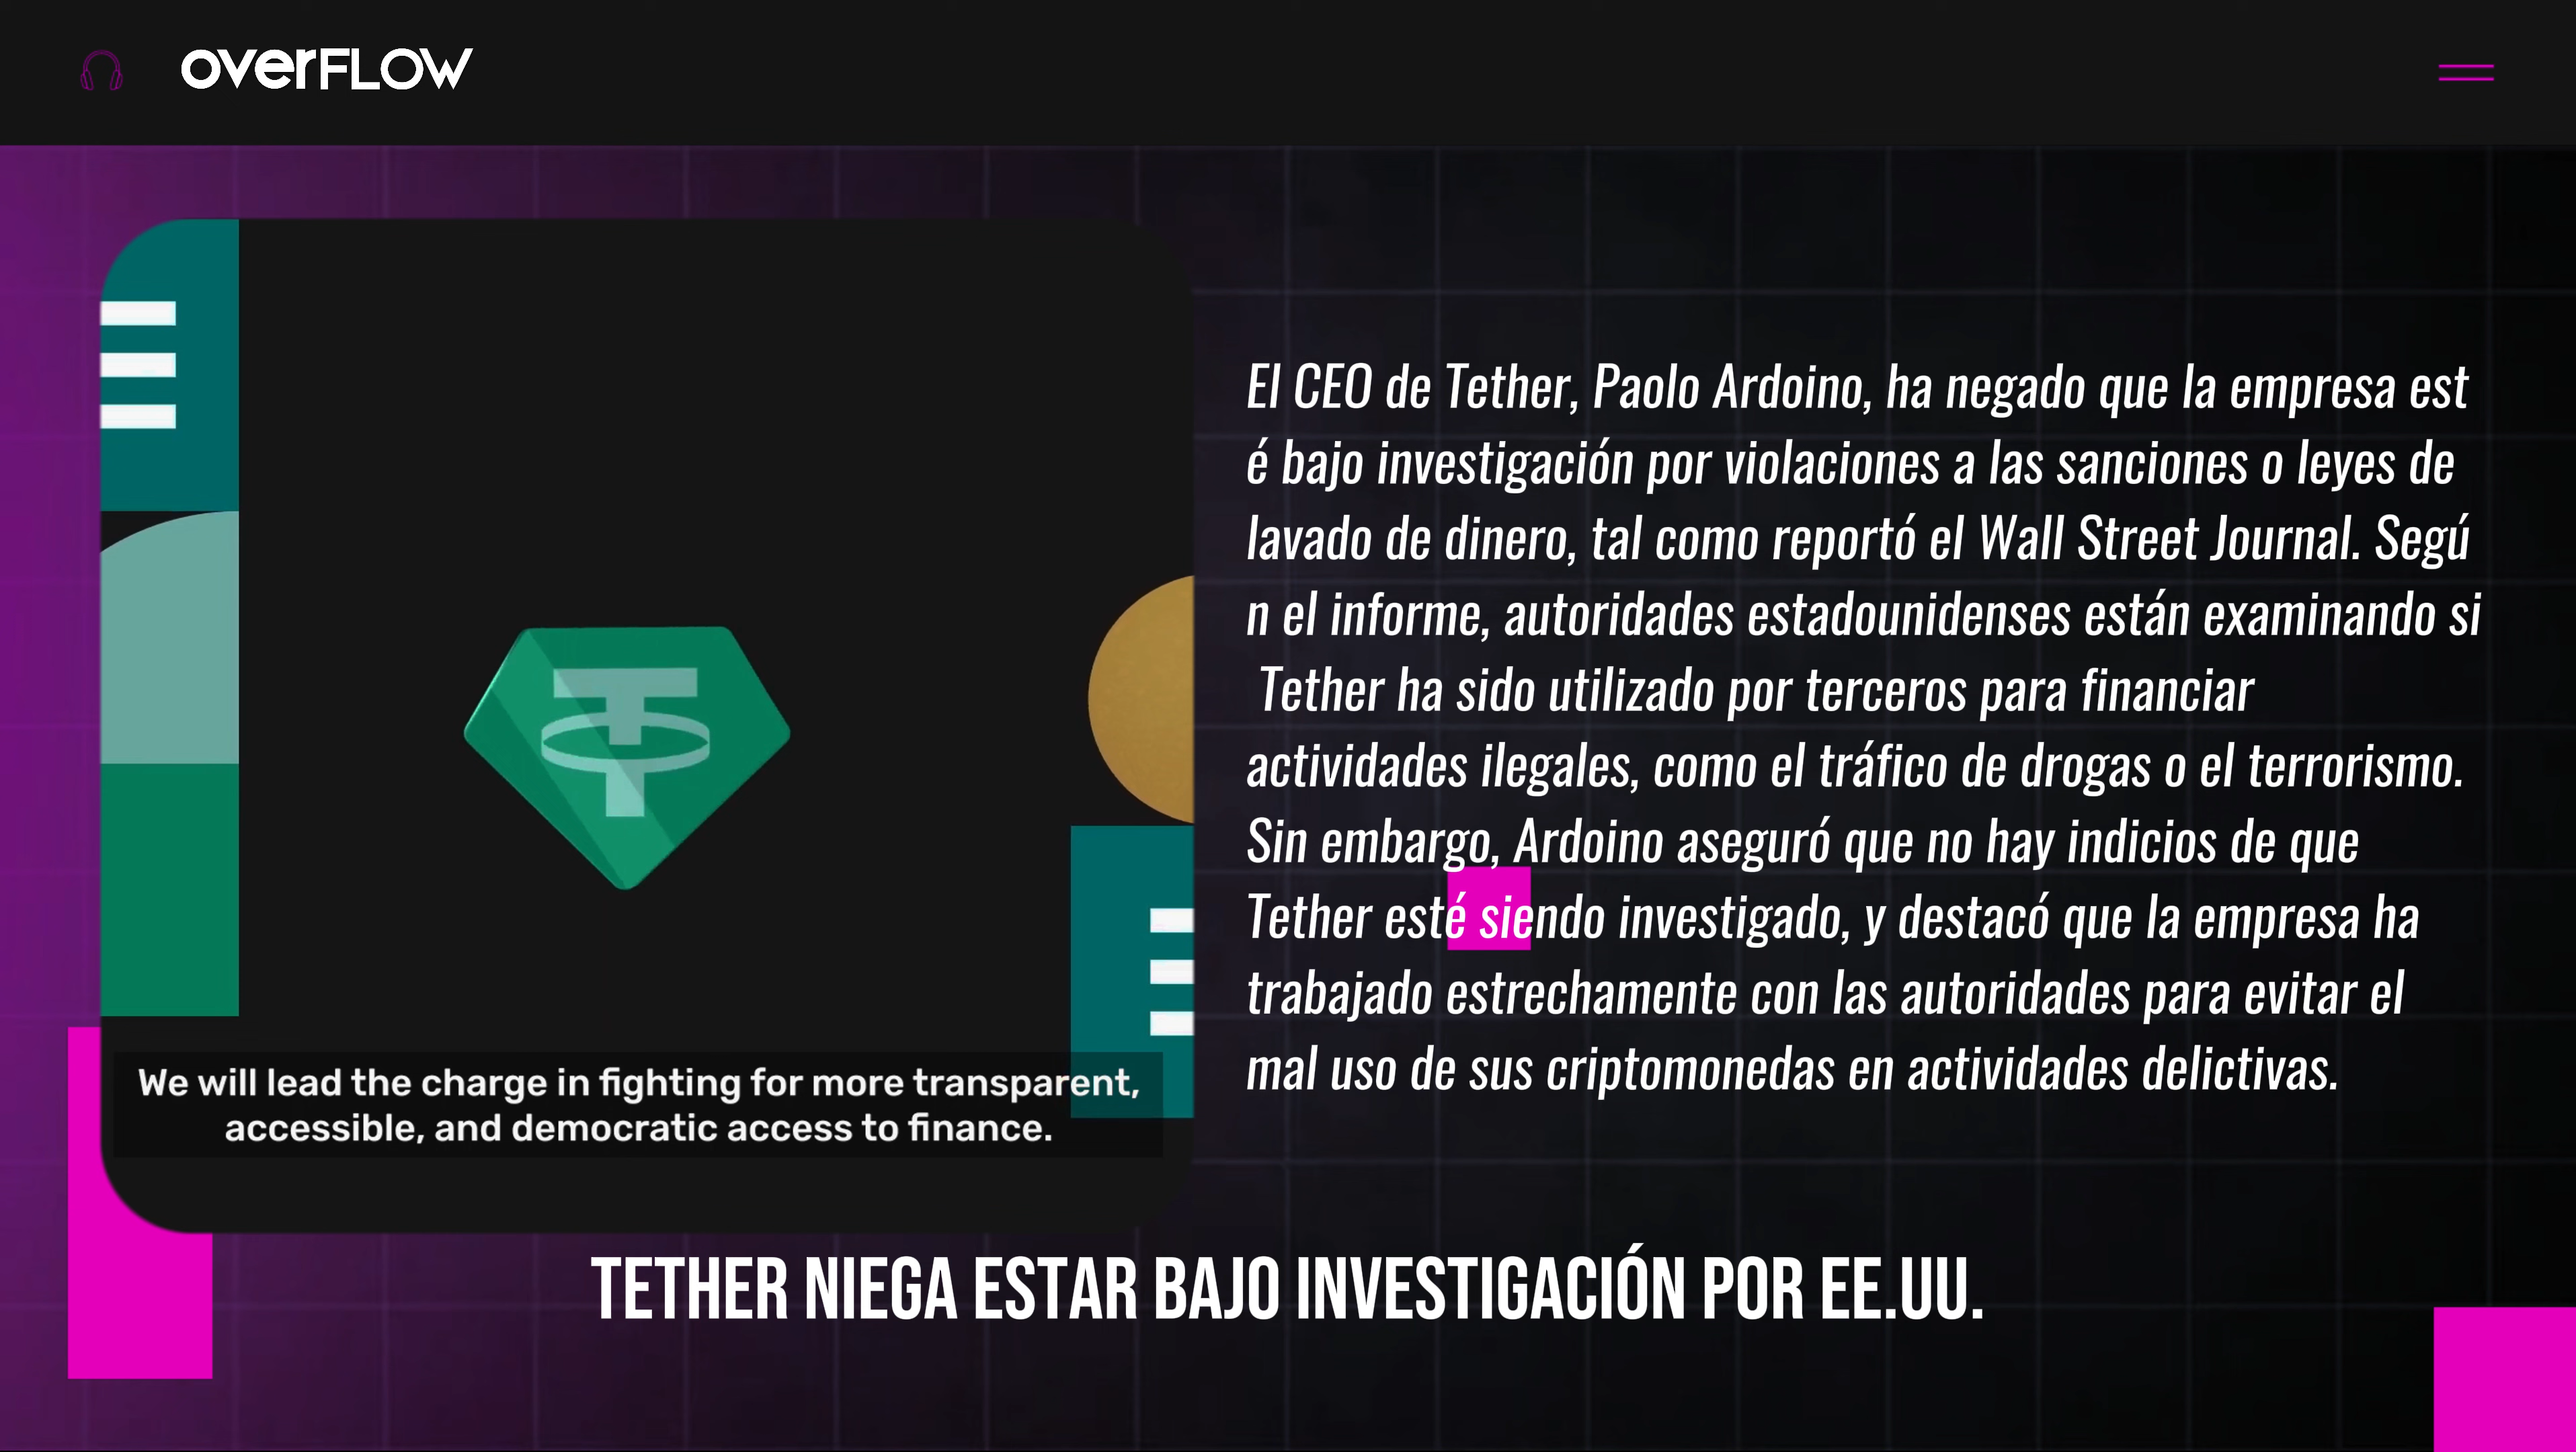 overFLOW
El CEO de Tether, Paolo Ardoino, ha negado que la empresa est
é bajo investigación por violaciones a las sanciones o leyes de
lavado de dinero, tal como reportó el Wall Street Journal. Segú
n el informe, autoridades estadounidenses están examinando si
Tether ha sido utilizado por terceros para financiar
actividades ilegales, como el tráfico de drogas o el terrorismo.
Sin embargo, Ardoino aseguró que no hay indicios de que
Tether esté siendo investigado, y destacó que la empresa ha
trabajado estrechamente con las autoridades para evitar el
mal uso de sus criptomonedas en actividades delictivas.
We will lead the charge in fighting for more transparent,
accessible, and democratic access to finance.
TETHER NIEGA ESTAR BAJO INVESTIGACIÓN POR EE.UU.